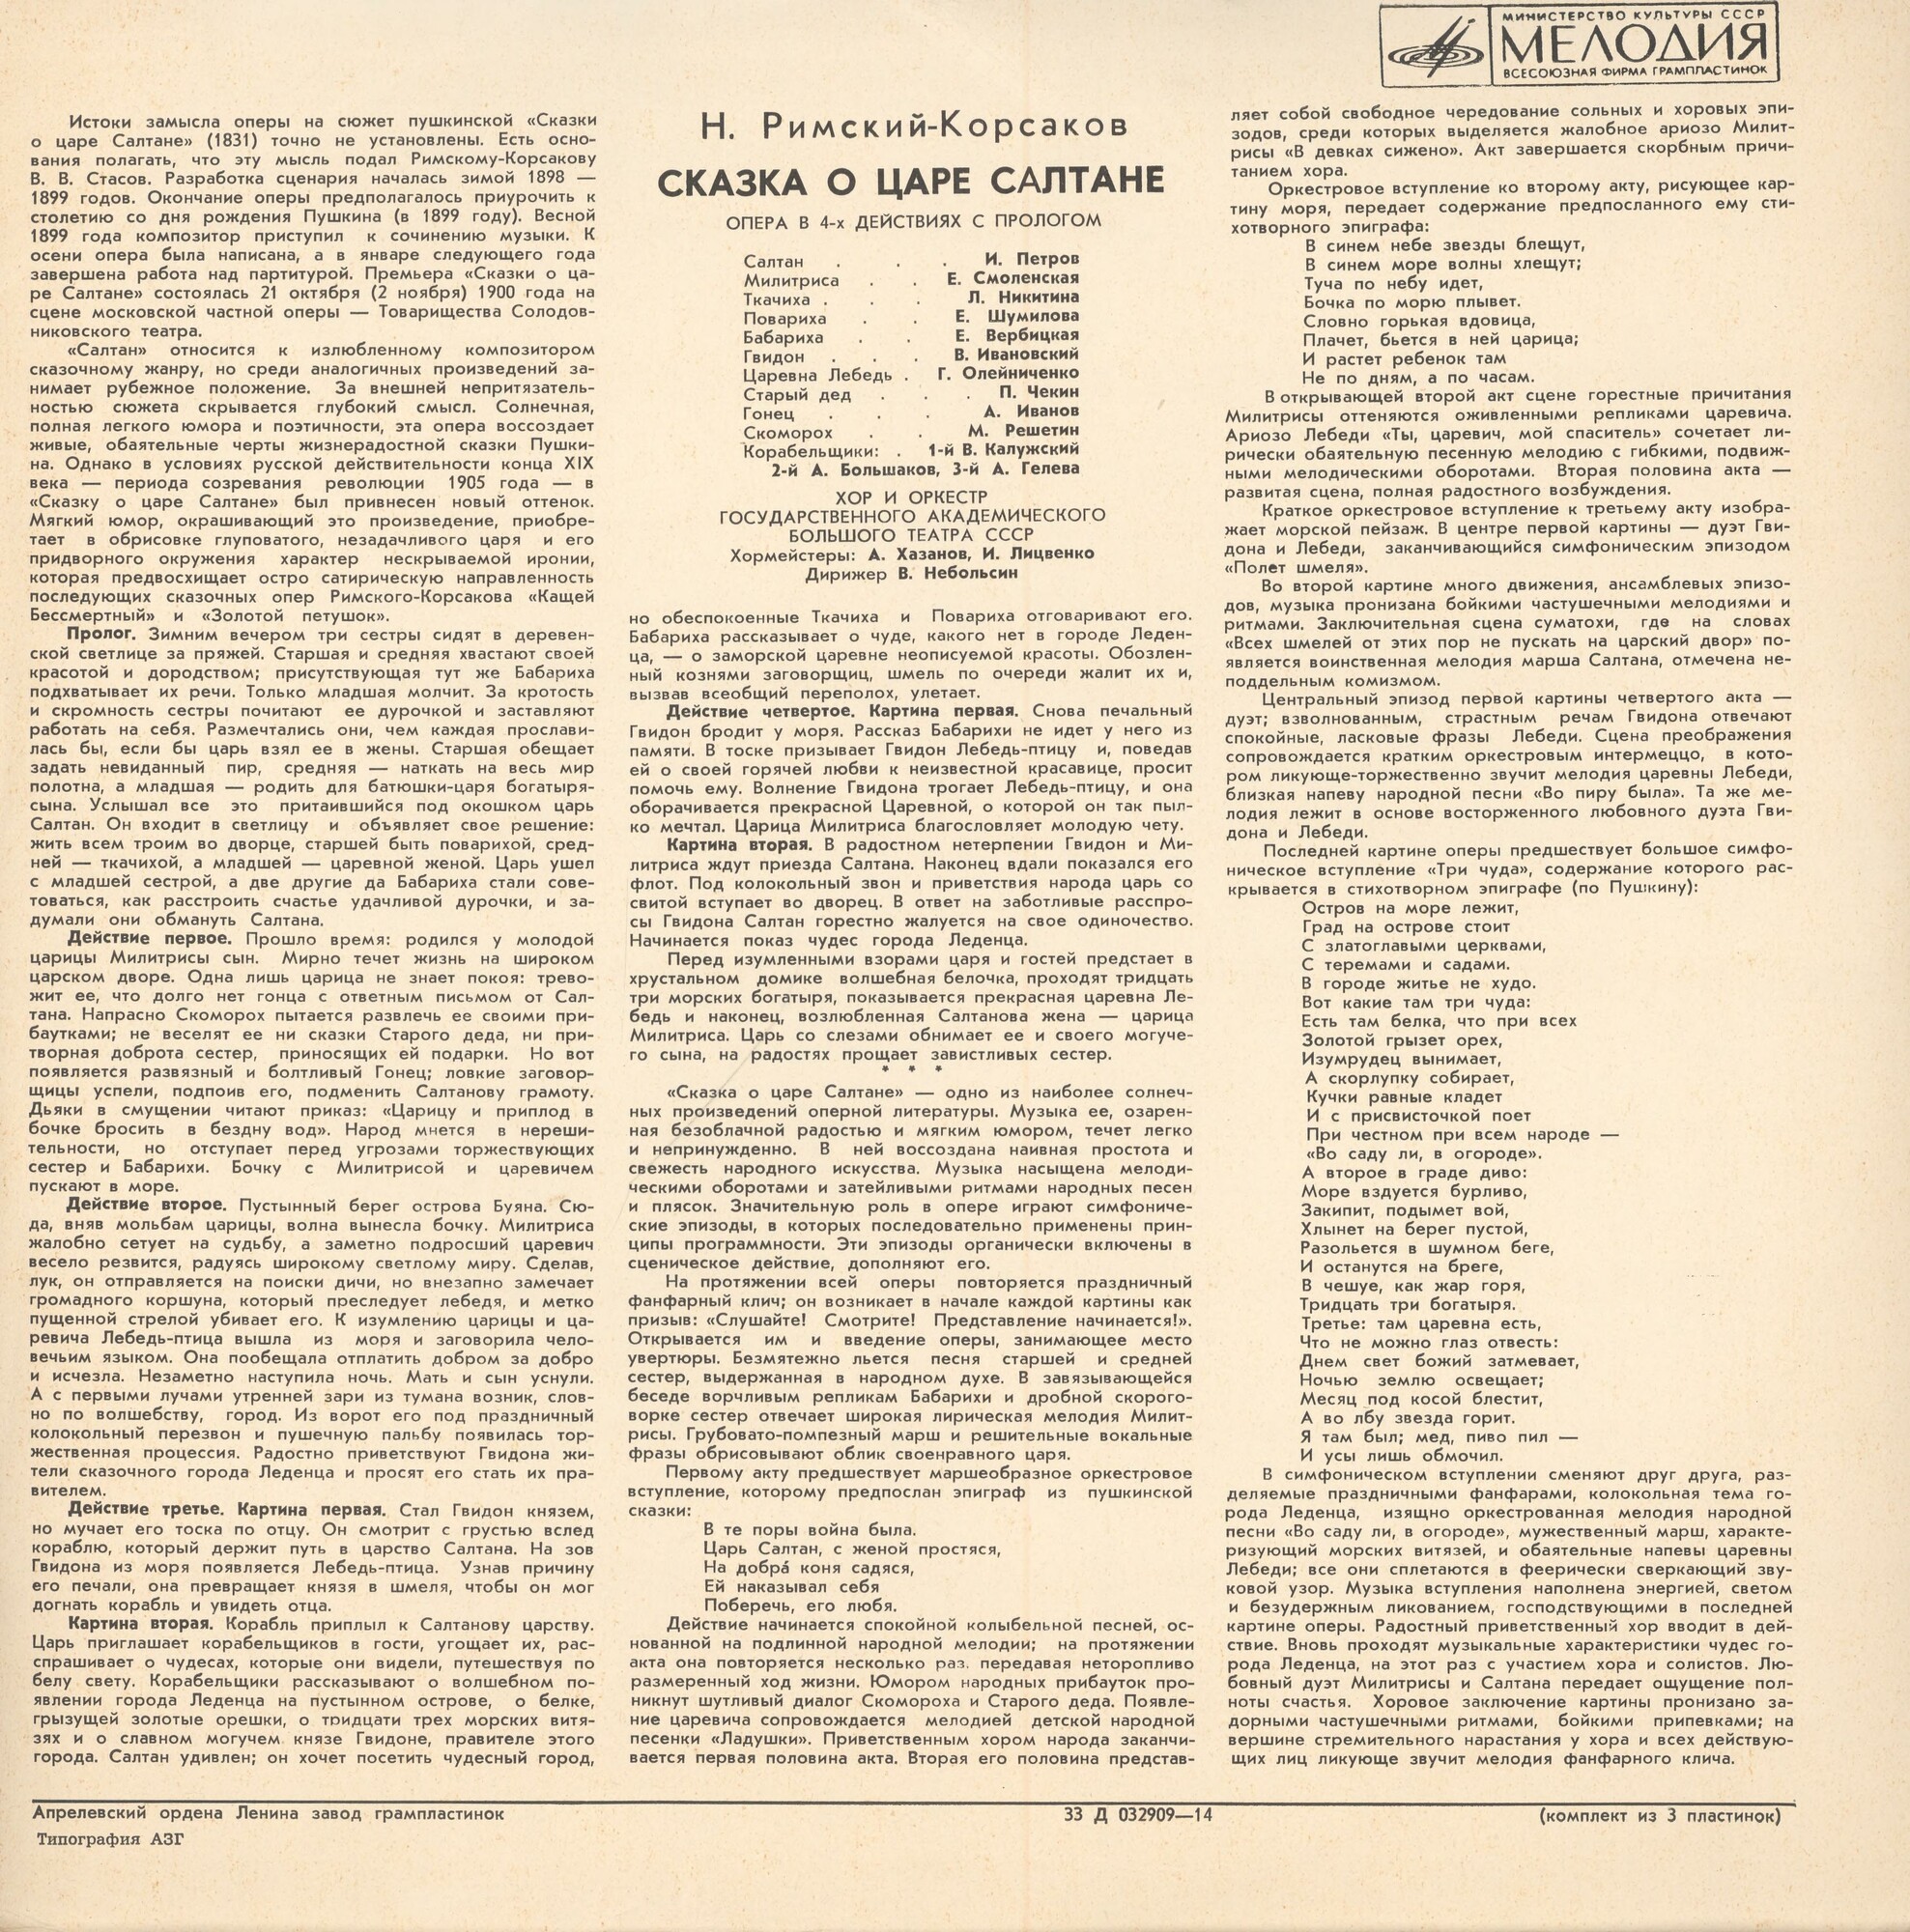 МИНИСТЕРСТВО КУЛЬТУРЫ СССР
МЕЛОДИЯ
ВСЕСОЮЗНАЯ ФИРМА ГРАМПЛАСТИНОК
Истоки замысла оперы на сюжет пушкинской «Сказки
о царе Салтане» (1831) точно не установлены. Есть осно-
вания полагать, что эту мысль подал Римскому-Корсакову
В. В. Стасов. Разработка сценария началась зимой 1898 —
1899 годов. Окончание оперы предполагалось приурочить к
столетию со дня рождения Пушкина (в 1899 году). Весной
1899 года композитор приступил к сочинению музыки. К
осени опера была написана, а в январе следующего года
завершена работа над партитурой. Премьера «Сказки о ца-
ре Салтане» состоялась 21 октября (2 ноября) 1900 года на
сцене московской частной оперы — Товарищества Солодов-
никовского театра.
«Салтан» относится к излюбленному композитором
сказочному жанру, но среди аналогичных произведений за-
нимает рубежное положение. За внешней непритязатель-
ностью сюжета скрывается глубокий смысл. Солнечная,
полная легкого юмора и поэтичности, эта опера воссоздает
живые, обаятельные черты жизнерадостной сказки Пушки-
на. Однако в условиях русской действительности конца XIX
века — периода созревания революции 1905 года — в
«Сказку о царе Салтане» был привнесен новый оттенок.
Мягкий юмор, окрашивающий это произведение, приобре-
тает в обрисовке глуповатого, незадачливого царя и его
придворного окружения характер нескрываемой иронии,
которая предвосхищает остро сатирическую направленность
последующих сказочных опер Римского-Корсакова «Кащей
Бессмертный» и «Золотой петушок».
Пролог. Зимним вечером три сестры сидят в деревен-
ской светлице за пряжей. Старшая и средняя хвастают своей
красотой и дородством; присутствующая тут же Бабариха
подхватывает их речи. Только младшая молчит. За кротость
и скромность сестры почитают ее дурочкой и заставляют
работать на себя. Размечтались они, чем каждая прослави-
лась бы, если бы царь взял ее в жены. Старшая обещает
задать невиданный пир, средняя — наткать на весь мир
полотна, а младшая — родить для батюшки-царя богатыря-
сына. Услышал все это притаившийся под окошком царь
Салтан. Он входит в светлицу и объявляет свое решение:
жить всем троим во дворце, старшей быть поварихой, сред-
ней — ткачихой, а младшей — царевной женой. Царь ушел
с младшей сестрой, а две другие да Бабариха стали сове-
товаться, как расстроить счастье удачливой дурочки, и за-
думали они обмануть Салтана.
Действие первое. Прошло время: родился у молодой
царицы Милитрисы сын. Мирно течет жизнь на широком
царском дворе. Одна лишь царица не знает покоя: трево-
жит ее, что долго нет гонца с ответным письмом от Сал-
тана. Напрасно Скоморох пытается развлечь ее своими при-
баутками; не веселят ее ни сказки Старого деда, ни при-
творная доброта сестер, приносящих ей подарки. Но вот
появляется развязный и болтливый Гонец; ловкие заговор-
щицы успели, подпоив его, подменить Салтанову грамоту.
Дьяки в смущении читают приказ: «Царицу и приплод в
бочке бросить в бездну вод». Народ мнется в нереши-
тельности, но отступает перед угрозами торжествующих
сестер и Бабарихи. Бочку с Милитрисой и царевичем
пускают в море.
Действие второе. Пустынный берег острова Буяна. Сю-
да, вняв мольбам царицы, волна вынесла бочку. Милитриса
жалобно сетует на судьбу, а заметно подросший царевич
весело резвится, радуясь широкому светлому миру. Сделав,
лук, он отправляется на поиски дичи, но внезапно замечает
громадного коршуна, который преследует лебедя, и метко
пущенной стрелой убивает его. К изумлению царицы и ца-
ревича Лебедь-птица вышла из моря и заговорила чело-
вечьим языком. Она пообещала отплатить добром за добро
и исчезла. Незаметно наступила ночь. Мать и сын уснули.
А с первыми лучами утренней зари из тумана возник, слов-
но по волшебству, город. Из ворот его под праздничный
колокольный перезвон и пушечную пальбу появилась тор-
жественная процессия. Радостно приветствуют Гвидона жи-
тели сказочного города Леденца и просят его стать их пра-
вителем.
Действие третье. Картина первая. Стал Гвидон князем,
но мучает его тоска по отцу. Он смотрит с грустью вслед
кораблю, который держит путь в царство Салтана. На зов
Гвидона из моря появляется Лебедь-птица. Узнав причину
его печали, она превращает князя в шмеля, чтобы он мог
догнать корабль и увидеть отца.
Картина вторая. Корабль приплыл к Салтанову царству.
Царь приглашает корабельщиков в гости, угощает их, рас-
спрашивает о чудесах, которые они видели, путешествуя по
белу свету. Корабельщики рассказывают о волшебном по-
явлении города Леденца на пустынном острове, о белке,
грызущей золотые орешки, о тридцати трех морских витя-
зях и о славном могучем князе Гвидоне, правителе этого
города. Салтан удивлен; он хочет посетить чудесный город,
Н. Римский-Корсаков
СКАЗКА О ЦАРЕ САЛТАНЕ
ОПЕРА В 4-х ДЕЙСТВИЯХ С ПРОЛОГОМ
Салтан . . . И. Петров
Милитриса . . Е. Смоленская
Ткачиха . . . Л. Никитина
Повариха . . Е. Шумилова
Бабариха . . Е. Вербицкая
Гвидон . . . В. Ивановский
Царевна Лебедь . Г. Олейниченко
Старый дед . . . П. Чекин
Гонец . . . А. Иванов
Скоморох . . М. Решетин
Корабельщики: . 1-й В. Калужский
2-й А. Большаков, 3-й А. Гелева
ХОР И ОРКЕСТР
ГОСУДАРСТВЕННОГО АКАДЕМИЧЕСКОГО
БОЛЬШОГО ТЕАТРА СССР
Хормейстеры: А. Хазанов, И. Лицвенко
Дирижер В. Небольсин
но обеспокоенные Ткачиха и Повариха отговаривают его.
Бабариха рассказывает о чуде, какого нет в городе Леден-
ца, — о заморской царевне неописуемой красоты. Обозлен-
ный кознями заговорщиц, шмель по очереди жалит их и,
вызвав всеобщий переполох, улетает.
Действие четвертое. Картина первая. Снова печальный
Гвидон бродит у моря. Рассказ Бабарихи не идет у него из
памяти. В тоске призывает Гвидон Лебедь-птицу и, поведав
ей о своей горячей любви к неизвестной красавице, просит
помочь ему. Волнение Гвидона трогает Лебедь-птицу, и она
оборачивается прекрасной Царевной, о которой он так пыл-
ко мечтал. Царица Милитриса благословляет молодую чету.
Картина вторая. В радостном нетерпении Гвидон и Ми-
литриса ждут приезда Салтана. Наконец вдали показался его
флот. Под колокольный звон и приветствия народа царь со
свитой вступает во дворец. В ответ на заботливые расспро-
сы Гвидона Салтан горестно жалуется на свое одиночество.
Начинается показ чудес города Леденца.
Перед изумленными взорами царя и гостей предстает в
хрустальном домике волшебная белочка, проходят тридцать
три морских богатыря, показывается прекрасная царевна Ле-
бедь и наконец, возлюбленная Салтанова жена — царица
Милитриса. Царь со слезами обнимает ее и своего могуче-
го сына, на радостях прощает завистливых сестер.
* * *
«Сказка о царе Салтане» — одно из наиболее солнеч-
ных произведений оперной литературы. Музыка ее, озарен-
ная безоблачной радостью и мягким юмором, течет легко
и непринужденно. В ней воссоздана наивная простота и
свежесть народного искусства. Музыка насыщена мелоди-
ческими оборотами и затейливыми ритмами народных песен
и плясок. Значительную роль в опере играют симфониче-
ские эпизоды, в которых последовательно применены прин-
ципы программности. Эти эпизоды органически включены в
сценическое действие, дополняют его.
На протяжении всей оперы повторяется праздничный
фанфарный клич; он возникает в начале каждой картины как
призыв: «Слушайте! Смотрите! Представление начинается!».
Открывается им и введение оперы, занимающее место
увертюры. Безмятежно льется песня старшей и средней
сестер, выдержанная в народном духе. В завязывающейся
беседе ворчливым репликам Бабарихи и дробной скорого-
ворке сестер отвечает широкая лирическая мелодия Милит-
рисы. Грубовато-помпезный марш и решительные вокальные
фразы обрисовывают облик своенравного царя.
Первому акту предшествует маршеобразное оркестровое
вступление, которому предпослан эпиграф из пушкинской
сказки:
В те поры война была.
Царь Салтан, с женой простяся,
На добра́ коня садяся,
Ей наказывал себя
Поберечь, его любя.
Действие начинается спокойной колыбельной песней, ос-
нованной на подлинной народной мелодии; на протяжении
акта она повторяется несколько раз. передавая неторопливо
размеренный ход жизни. Юмором народных прибауток про-
никнут шутливый диалог Скомороха и Старого деда. Появле-
ние царевича сопровождается мелодией детской народной
песенки «Ладушки». Приветственным хором народа заканчи-
вается первая половина акта. Вторая его половина представ-
ляет собой свободное чередование сольных и хоровых эпи-
зодов, среди которых выделяется жалобное ариозо Милит-
рисы «В девках сижено». Акт завершается скорбным причи-
танием хора.
Оркестровое вступление ко второму акту, рисующее кар-
тину моря, передает содержание предпосланного ему сти-
хотворного эпиграфа:
В синем небе звезды блещут,
В синем море волны хлещут;
Туча по небу идет,
Бочка по морю плывет.
Словно горькая вдовица,
Плачет, бьется в ней царица;
И растет ребенок там
Не по дням, а по часам.
В открывающей второй акт сцене горестные причитания
Милитрисы оттеняются оживленными репликами царевича.
Ариозо Лебеди «Ты, царевич, мой спаситель» сочетает ли-
рически обаятельную песенную мелодию с гибкими, подвиж-
ными мелодическими оборотами. Вторая половина акта —
развитая сцена, полная радостного возбуждения.
Краткое оркестровое вступление к третьему акту изобра-
жает морской пейзаж. В центре первой картины — дуэт Гви-
дона и Лебеди, заканчивающийся симфоническим эпизодом
«Полет шмеля».
Во второй картине много движения, ансамблевых эпизо-
дов, музыка пронизана бойкими частушечными мелодиями и
ритмами. Заключительная сцена суматохи, где на словах
«Всех шмелей от этих пор не пускать на царский двор» по-
является воинственная мелодия марша Салтана, отмечена не-
поддельным комизмом.
Центральный эпизод первой картины четвертого акта —
дуэт; взволнованным, страстным речам Гвидона отвечают
спокойные, ласковые фразы Лебеди. Сцена преображения
сопровождается кратким оркестровым интермеццо, в кото-
ром ликующе-торжественно звучит мелодия царевны Лебеди,
близкая напеву народной песни «Во пиру была». Та же ме-
лодия лежит в основе восторженного любовного дуэта Гви-
дона и Лебеди.
Последней картине оперы предшествует большое симфо-
ническое вступление «Три чуда», содержание которого рас-
крывается в стихотворном эпиграфе (по Пушкину):
Остров на море лежит,
Град на острове стоит
С златоглавыми церквами,
С теремами и садами.
В городе житье не худо.
Вот какие там три чуда:
Есть там белка, что при всех
Золотой грызет орех,
Изумрудец вынимает,
А скорлупку собирает,
Кучки равные кладет
И с присвисточкой поет
При честном при всем народе —
«Во саду ли, в огороде».
А второе в граде диво:
Море вздуется бурливо,
Закипит, подымет вой,
Хлынет на берег пустой,
Разольется в шумном беге,
И останутся на бреге,
В чешуе, как жар горя,
Тридцать три богатыря.
Третье: там царевна есть,
Что не можно глаз отвесть:
Днем свет божий затмевает,
Ночью землю освещает;
Месяц под косой блестит,
А во лбу звезда горит.
Я там был; мед, пиво пил —
И усы лишь обмочил.
В симфоническом вступлении сменяют друг друга, раз-
деляемые праздничными фанфарами, колокольная тема го-
рода Леденца, изящно оркестрованная мелодия народной
песни «Во саду ли, в огороде», мужественный марш, характе-
ризующий морских витязей, и обаятельные напевы царевны
Лебеди; все они сплетаются в феерически сверкающий зву-
ковой узор. Музыка вступления наполнена энергией, светом
и безудержным ликованием, господствующими в последней
картине оперы. Радостный приветственный хор вводит в дей-
ствие. Вновь проходят музыкальные характеристики чудес го-
рода Леденца, на этот раз с участием хора и солистов. Лю-
бовный дуэт Милитрисы и Салтана передает ощущение пол-
ноты счастья. Хоровое заключение картины пронизано за-
дорными частушечными ритмами, бойкими припевками; на
вершине стремительного нарастания у хора и всех действую-
щих лиц ликующе звучит мелодия фанфарного клича.
Апрелевский ордена Ленина завод грампластинок
33 Д 032909—14
(комплект из 3 пластинок)
Типография АЗГ